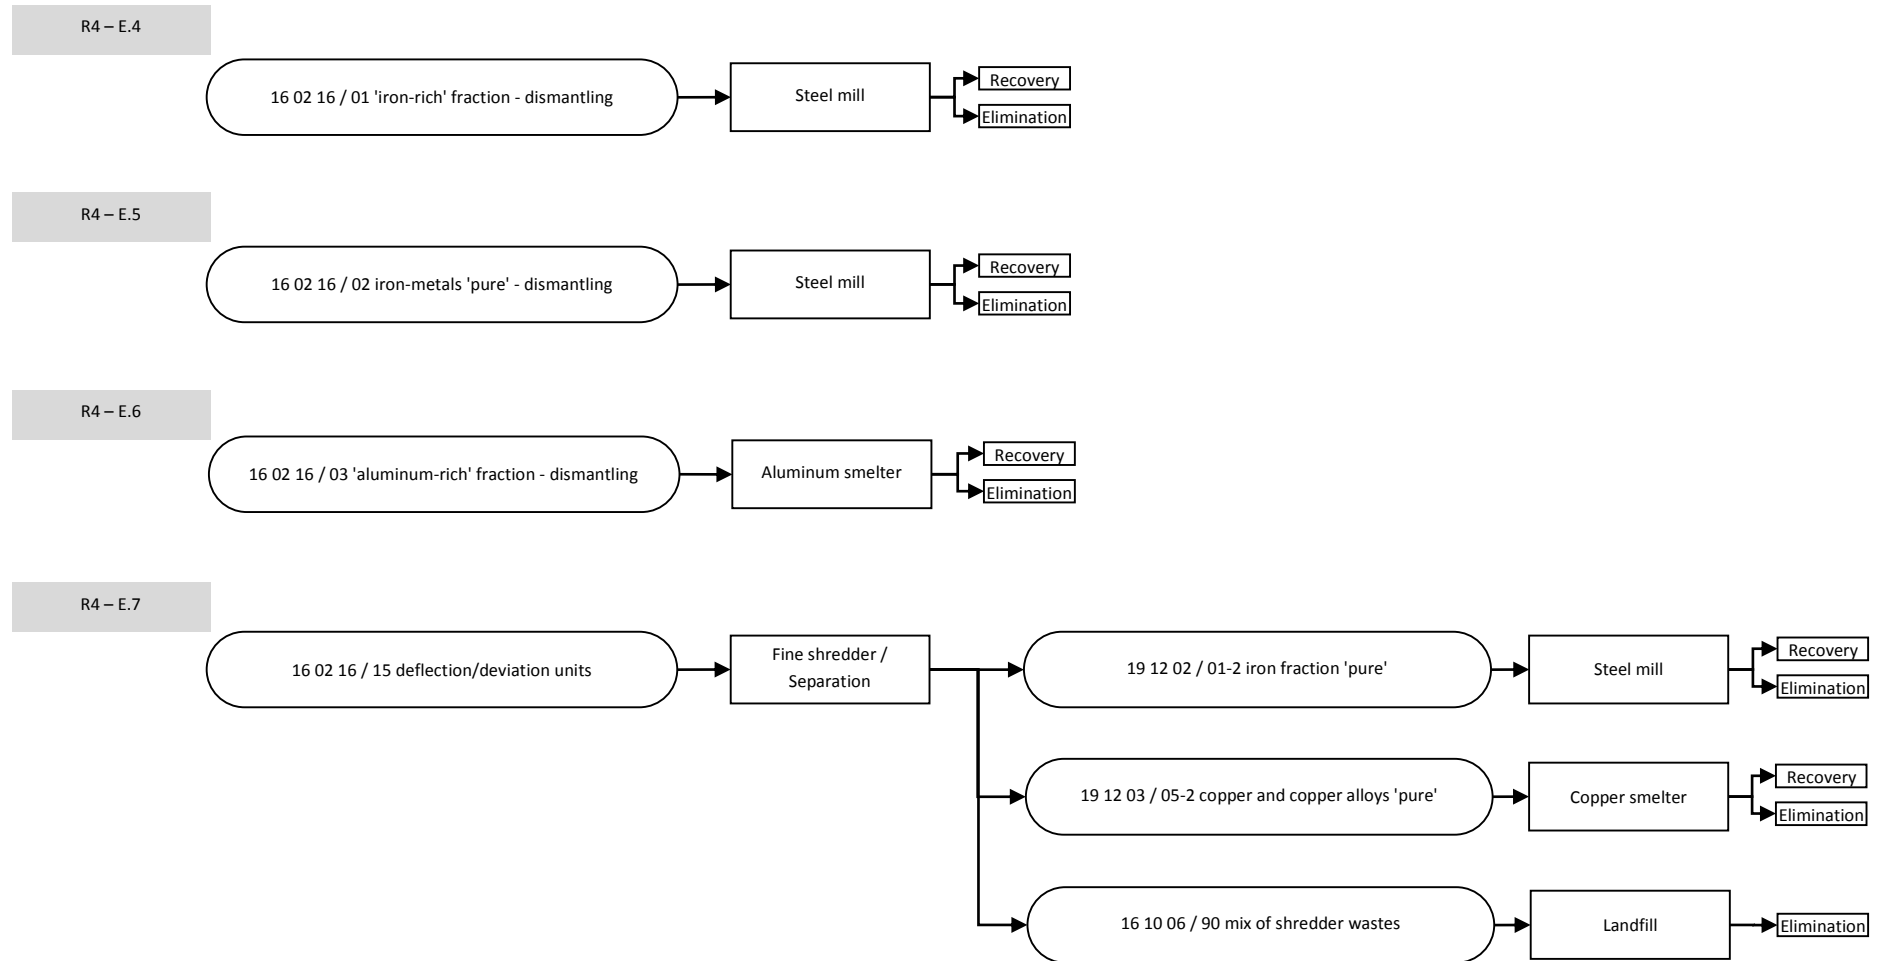 R4 – E.4
16 02 16 / 01 'iron-rich' fraction - dismantling
Steel mill
Recovery
Elimination
R4 – E.5
16 02 16 / 02 iron-metals 'pure' - dismantling
Steel mill
Recovery
Elimination
R4 – E.6
16 02 16 / 03 'aluminum-rich' fraction - dismantling
Aluminum smelter
Recovery
Elimination
R4 – E.7
16 02 16 / 15 deflection/deviation units
Fine shredder /
Separation
19 12 02 / 01-2 iron fraction 'pure'
Steel mill
Recovery
Elimination
19 12 03 / 05-2 copper and copper alloys 'pure'
Copper smelter
Recovery
Elimination
16 10 06 / 90 mix of shredder wastes
Landfill
Elimination